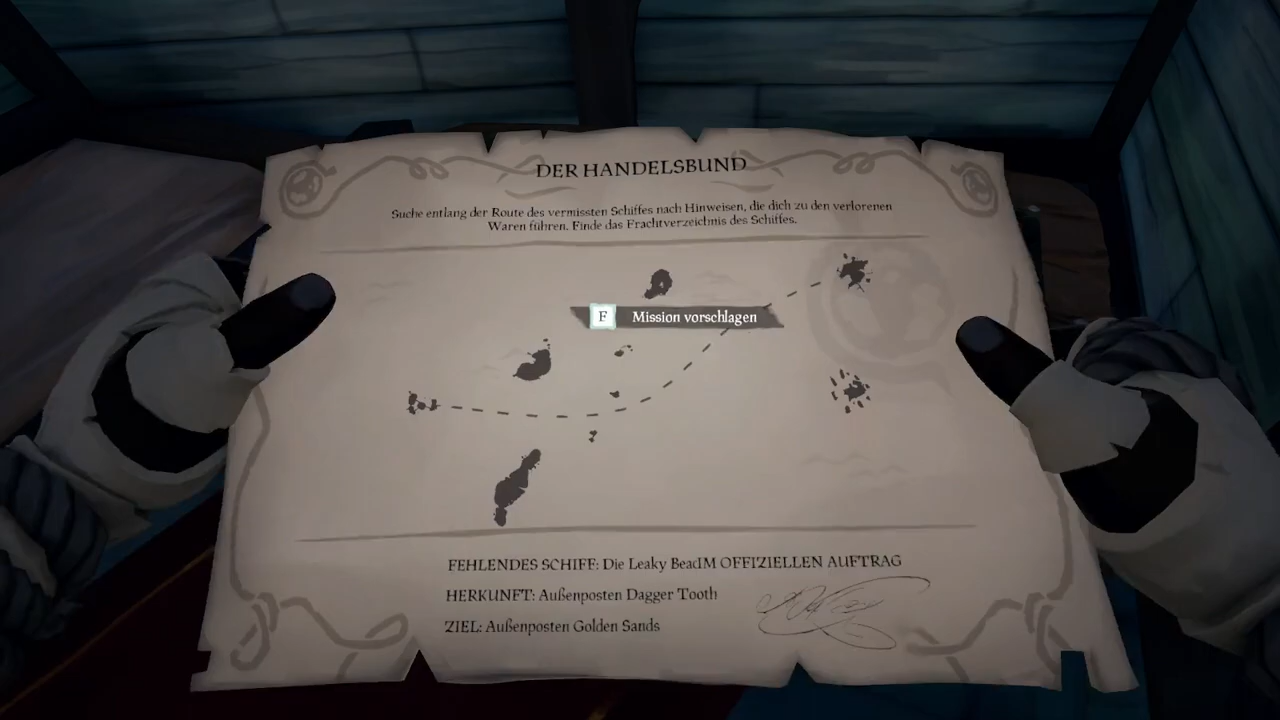 DER HANDELSBUND
Suche entlang der Route des vermissten Schiffes nach Hinweisen, die dich zu den verlorenen
Waren führen. Finde das Frachtverzeichnis des Schiffes.
F Mission vorschlagen
FEHLENDES SCHIFF: Die Leaky BeadIM OFFIZIELLEN AUFTRAG
HERKUNFT: Außenposten Dagger Tooth
ZIEL: Außenposten Golden Sands